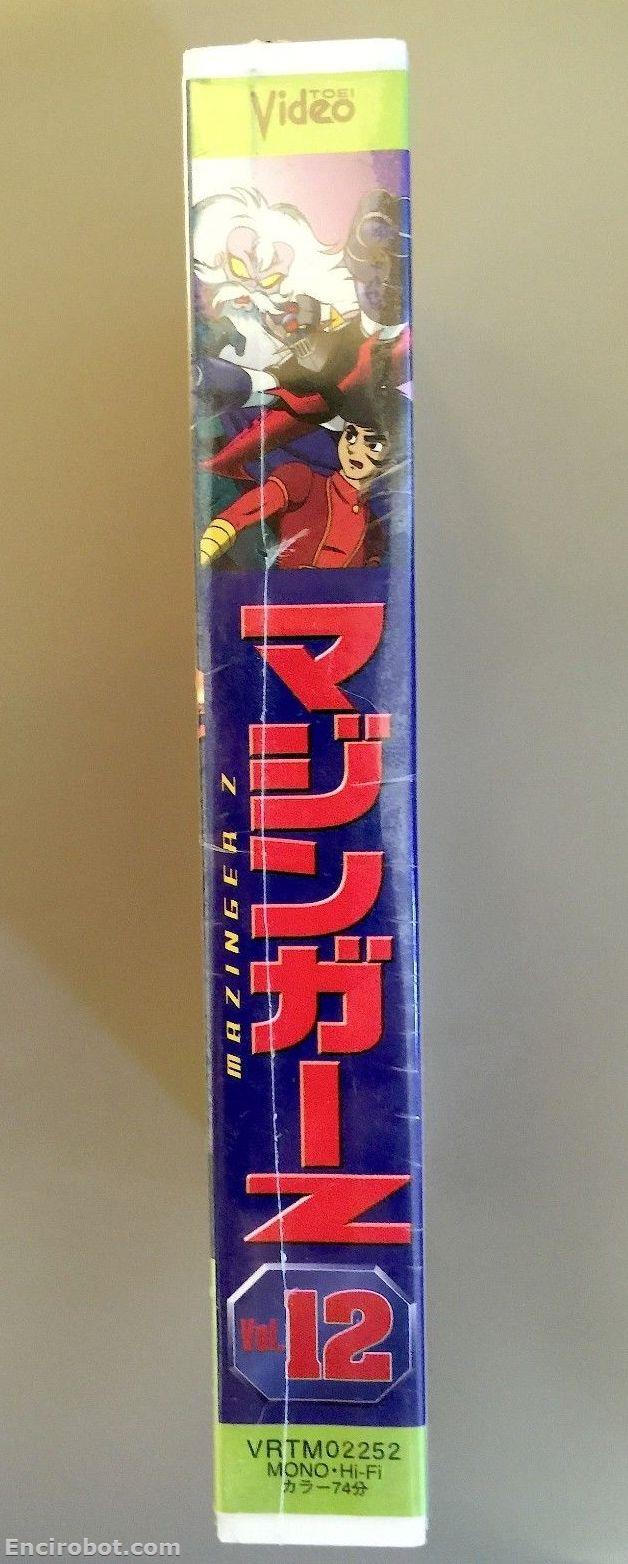 TOEI
Video
マジンガーZ
MAZINGER Z
Vol. 12
VRTM02252
MONO・Hi-Fi
カラー74分
Encirobot.com